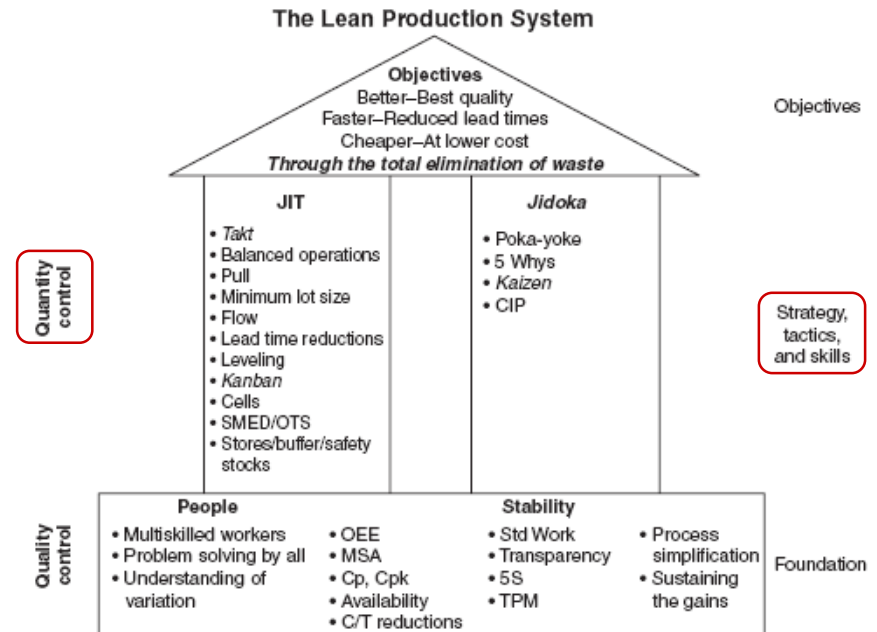 The Lean Production System
Objectives
Better–Best quality
Faster–Reduced lead times
Cheaper–At lower cost
Through the total elimination of waste
Objectives
Quantity
control
JIT
• Takt
• Balanced operations
• Pull
• Minimum lot size
• Flow
• Lead time reductions
• Leveling
• Kanban
• Cells
• SMED/OTS
• Stores/buffer/safety
stocks
Jidoka
• Poka-yoke
• 5 Whys
• Kaizen
• CIP
Strategy,
tactics,
and skills
Quality
control
People
• Multiskilled workers
• Problem solving by all
• Understanding of
variation
Stability
• OEE
• MSA
• Cp, Cpk
• Availability
• C/T reductions
• Std Work
• Transparency
• 5S
• TPM
• Process
simplification
• Sustaining
the gains
Foundation